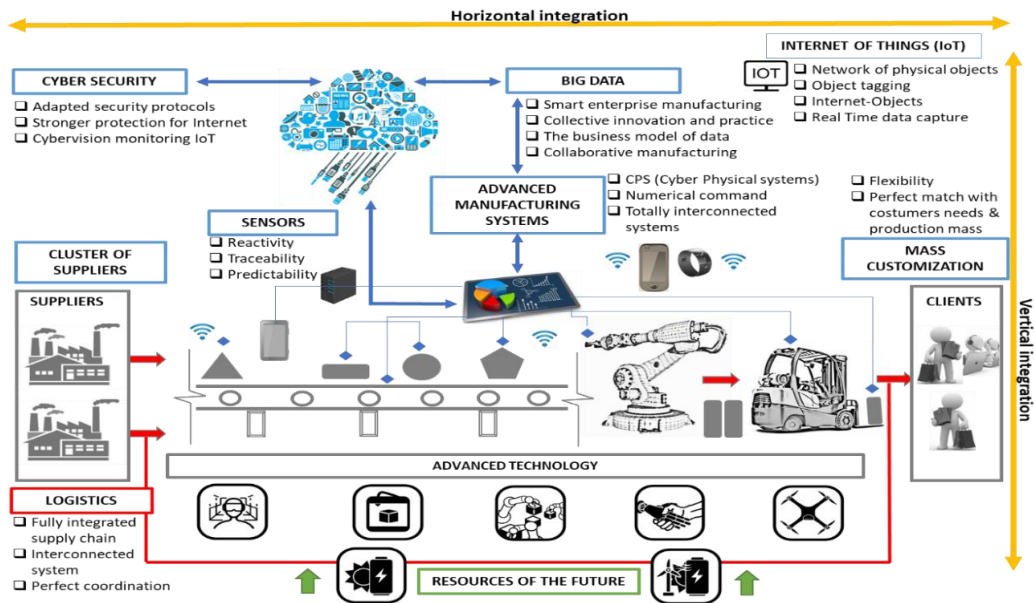 Horizontal integration
INTERNET OF THINGS (IoT)
IOT
Network of physical objects
Object tagging
Internet-Objects
Real Time data capture
CYBER SECURITY
Adapted security protocols
Stronger protection for Internet
Cybervision monitoring IoT
BIG DATA
Smart enterprise manufacturing
Collective innovation and practice
The business model of data
Collaborative manufacturing
ADVANCED
MANUFACTURING
SYSTEMS
CPS (Cyber Physical systems)
Numerical command
Totally interconnected
systems
Flexibility
Perfect match with
costumers needs &
production mass
SENSORS
Reactivity
Traceability
Predictability
CLUSTER OF
SUPPLIERS
MASS
CUSTOMIZATION
SUPPLIERS
CLIENTS
Vertical integration
ADVANCED TECHNOLOGY
LOGISTICS
Fully integrated
supply chain
Interconnected
system
Perfect coordination
RESOURCES OF THE FUTURE